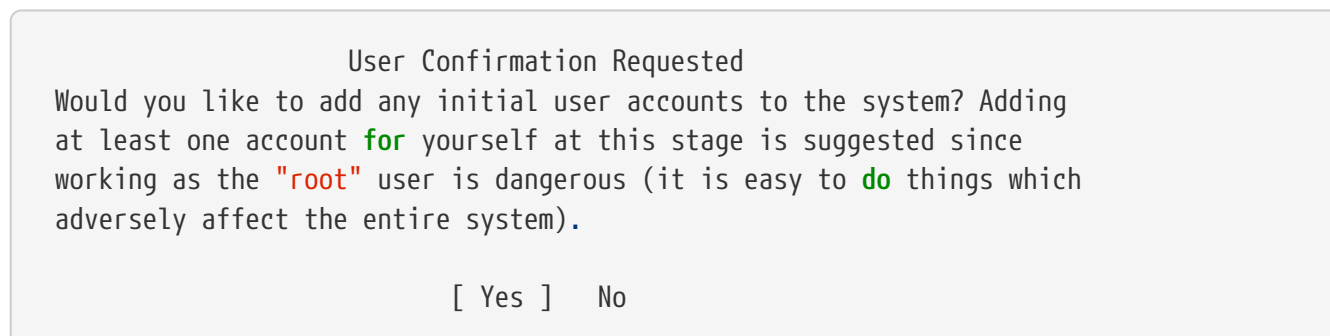 User Confirmation Requested
Would you like to add any initial user accounts to the system? Adding
at least one account for yourself at this stage is suggested since
working as the "root" user is dangerous (it is easy to do things which
adversely affect the entire system).
[ Yes ] No